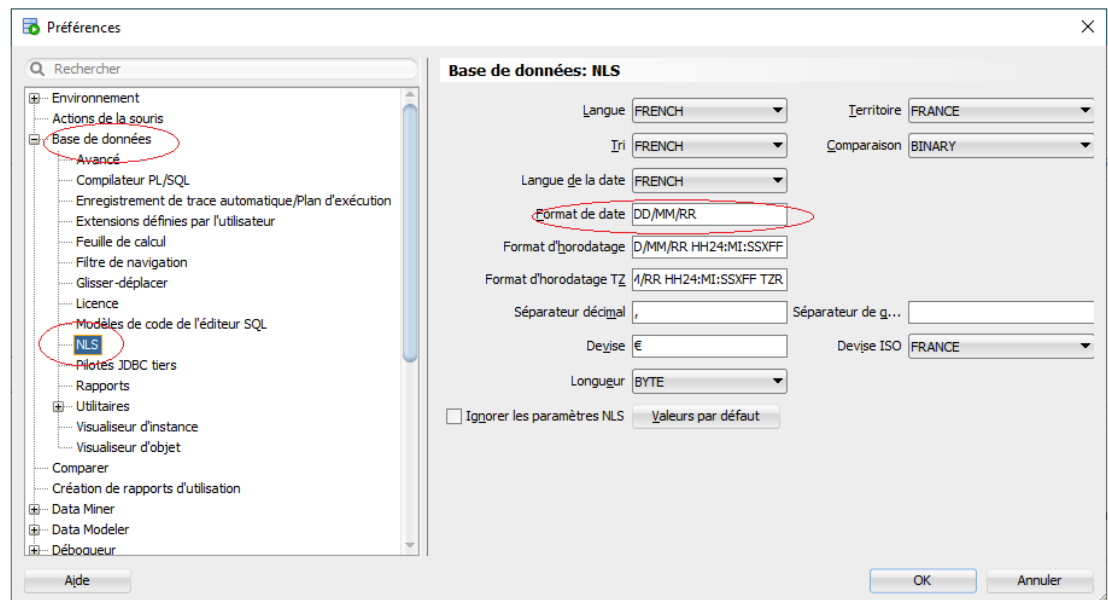 Préférences
Rechercher
Environnement
Actions de la souris
Base de données
Avancé
Compilateur PL/SQL
Enregistrement de trace automatique/Plan d'exécution
Extensions définies par l'utilisateur
Feuille de calcul
Filtre de navigation
Glisser-déplacer
Licence
Modèles de code de l'éditeur SQL
NLS
Pilotes JDBC tiers
Rapports
Utilitaires
Visualiseur d'instance
Visualiseur d'objet
Comparer
Création de rapports d'utilisation
Data Miner
Data Modeler
Débogueur
Base de données: NLS
Langue FRENCH Territoire FRANCE
Tri FRENCH Comparaison BINARY
Langue de la date FRENCH
Format de date DD/MM/RR
Format d'horodatage D/MM/RR HH24:MI:SSXFF
Format d'horodatage TZ M/RR HH24:MI:SSXFF TZR
Séparateur décimal , Séparateur de g...
Devise € Devise ISO FRANCE
Longueur BYTE
Ignorer les paramètres NLS Valeurs par défaut
Aide OK Annuler